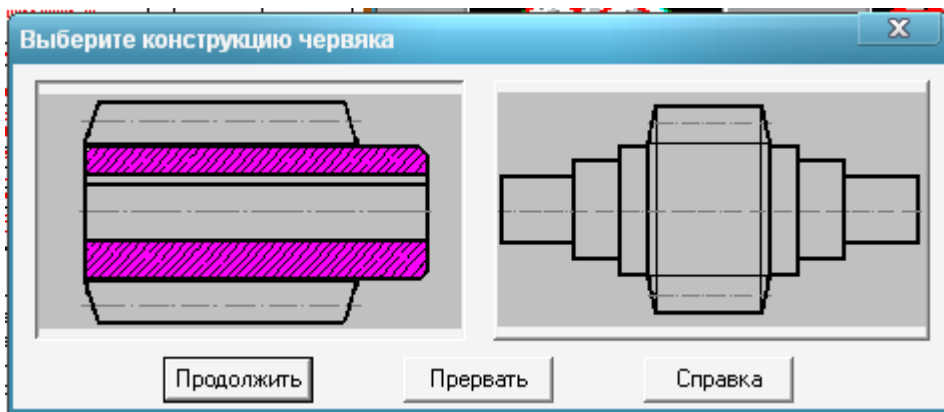 Выберите конструкцию червяка
Продолжить
Прервать
Справка